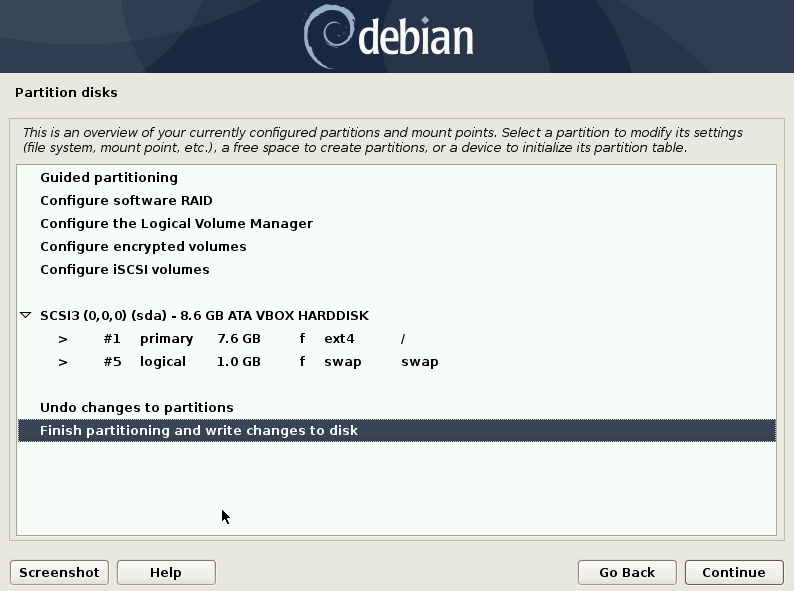 debian
Partition disks
This is an overview of your currently configured partitions and mount points. Select a partition to modify its settings
(file system, mount point, etc.), a free space to create partitions, or a device to initialize its partition table.
Guided partitioning
Configure software RAID
Configure the Logical Volume Manager
Configure encrypted volumes
Configure iSCSI volumes
SCSI3 (0,0,0) (sda) - 8.6 GB ATA VBOX HARDDISK
> #1 primary 7.6 GB f ext4 /
> #5 logical 1.0 GB f swap swap
Undo changes to partitions
Finish partitioning and write changes to disk
Screenshot Help Go Back Continue